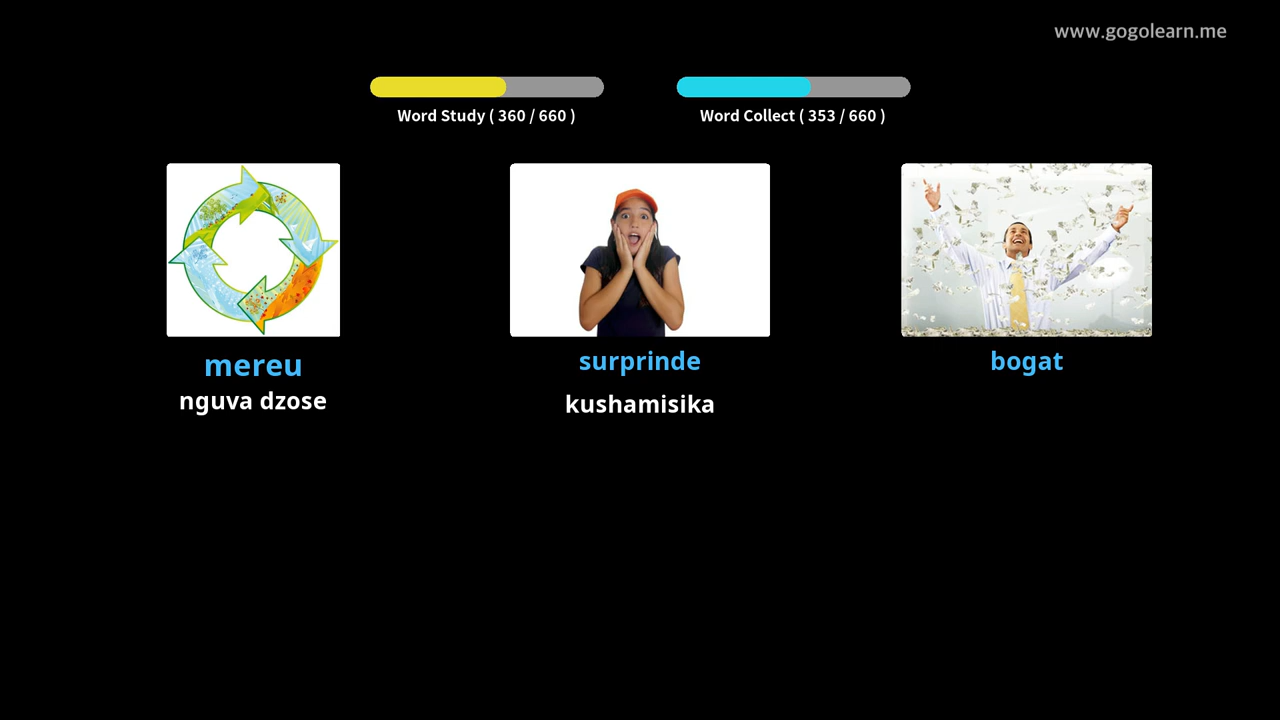 www.gogolearn.me
Word Study ( 360 / 660 )
Word Collect ( 353 / 660 )
mereu
nguva dzose
surprinde
kushamisika
bogat